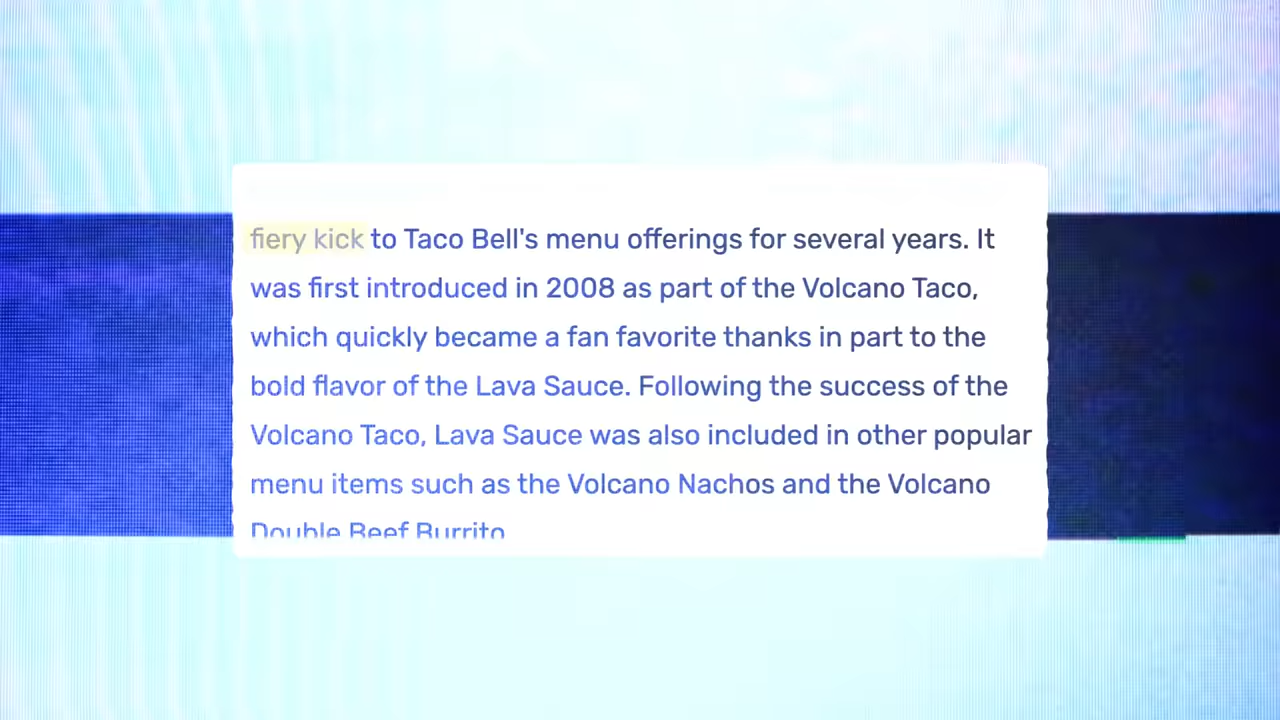 fiery kick to Taco Bell's menu offerings for several years. It
was first introduced in 2008 as part of the Volcano Taco,
which quickly became a fan favorite thanks in part to the
bold flavor of the Lava Sauce. Following the success of the
Volcano Taco, Lava Sauce was also included in other popular
menu items such as the Volcano Nachos and the Volcano
Double Beef Burrito